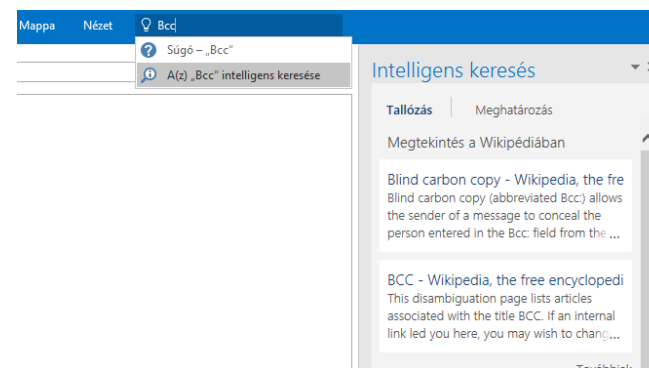 Mappa Nézet Bcc
Súgó – „Bcc”
A(z) „Bcc” intelligens keresése
Intelligens keresés
Tallózás Meghatározás
Megtekintés a Wikipédiában
Blind carbon copy - Wikipedia, the fre
Blind carbon copy (abbreviated Bcc:) allows
the sender of a message to conceal the
person entered in the Bcc: field from the ...
BCC - Wikipedia, the free encyclopedi
This disambiguation page lists articles
associated with the title BCC. If an internal
link led you here, you may wish to chang...